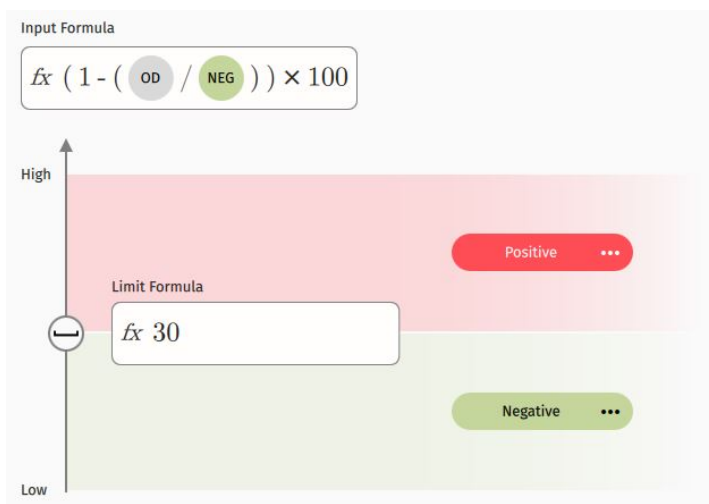 Input Formula
fx ( 1 - ( OD / NEG ) ) × 100
High
Positive •••
Limit Formula
fx 30
Negative •••
Low